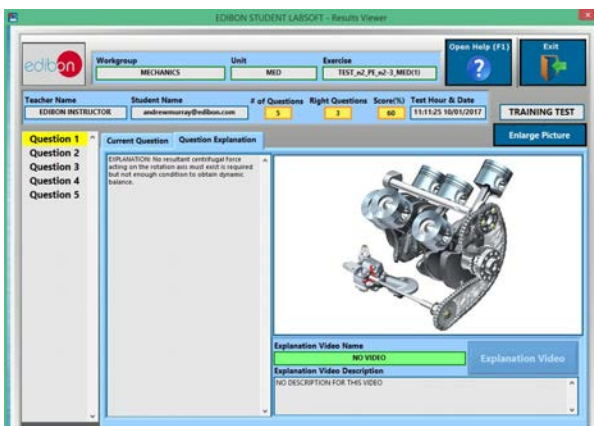 EDIBON STUDENT LABSOFT - Results Viewer
edibon
Workgroup
MECHANICS
Unit
MED
Exercise
TEST_n2_PE_n2-3_MED(1)
Open Help (F1)
?
Exit
Teacher Name
EDIBON INSTRUCTOR
Student Name
andrewmurray@edibon.com
# of Questions
5
Right Questions
3
Score(%)
60
Test Hour & Date
11:11:25 10/01/2017
TRAINING TEST
Enlarge Picture
Question 1
Question 2
Question 3
Question 4
Question 5
Current Question
Question Explanation
EXPLANATION: No resultant centrifugal force
acting on the rotation axis must exist is required
but not enough condition to obtain dynamic
balance.
Explanation Video Name
NO VIDEO
Explanation Video
Explanation Video Description
NO DESCRIPTION FOR THIS VIDEO